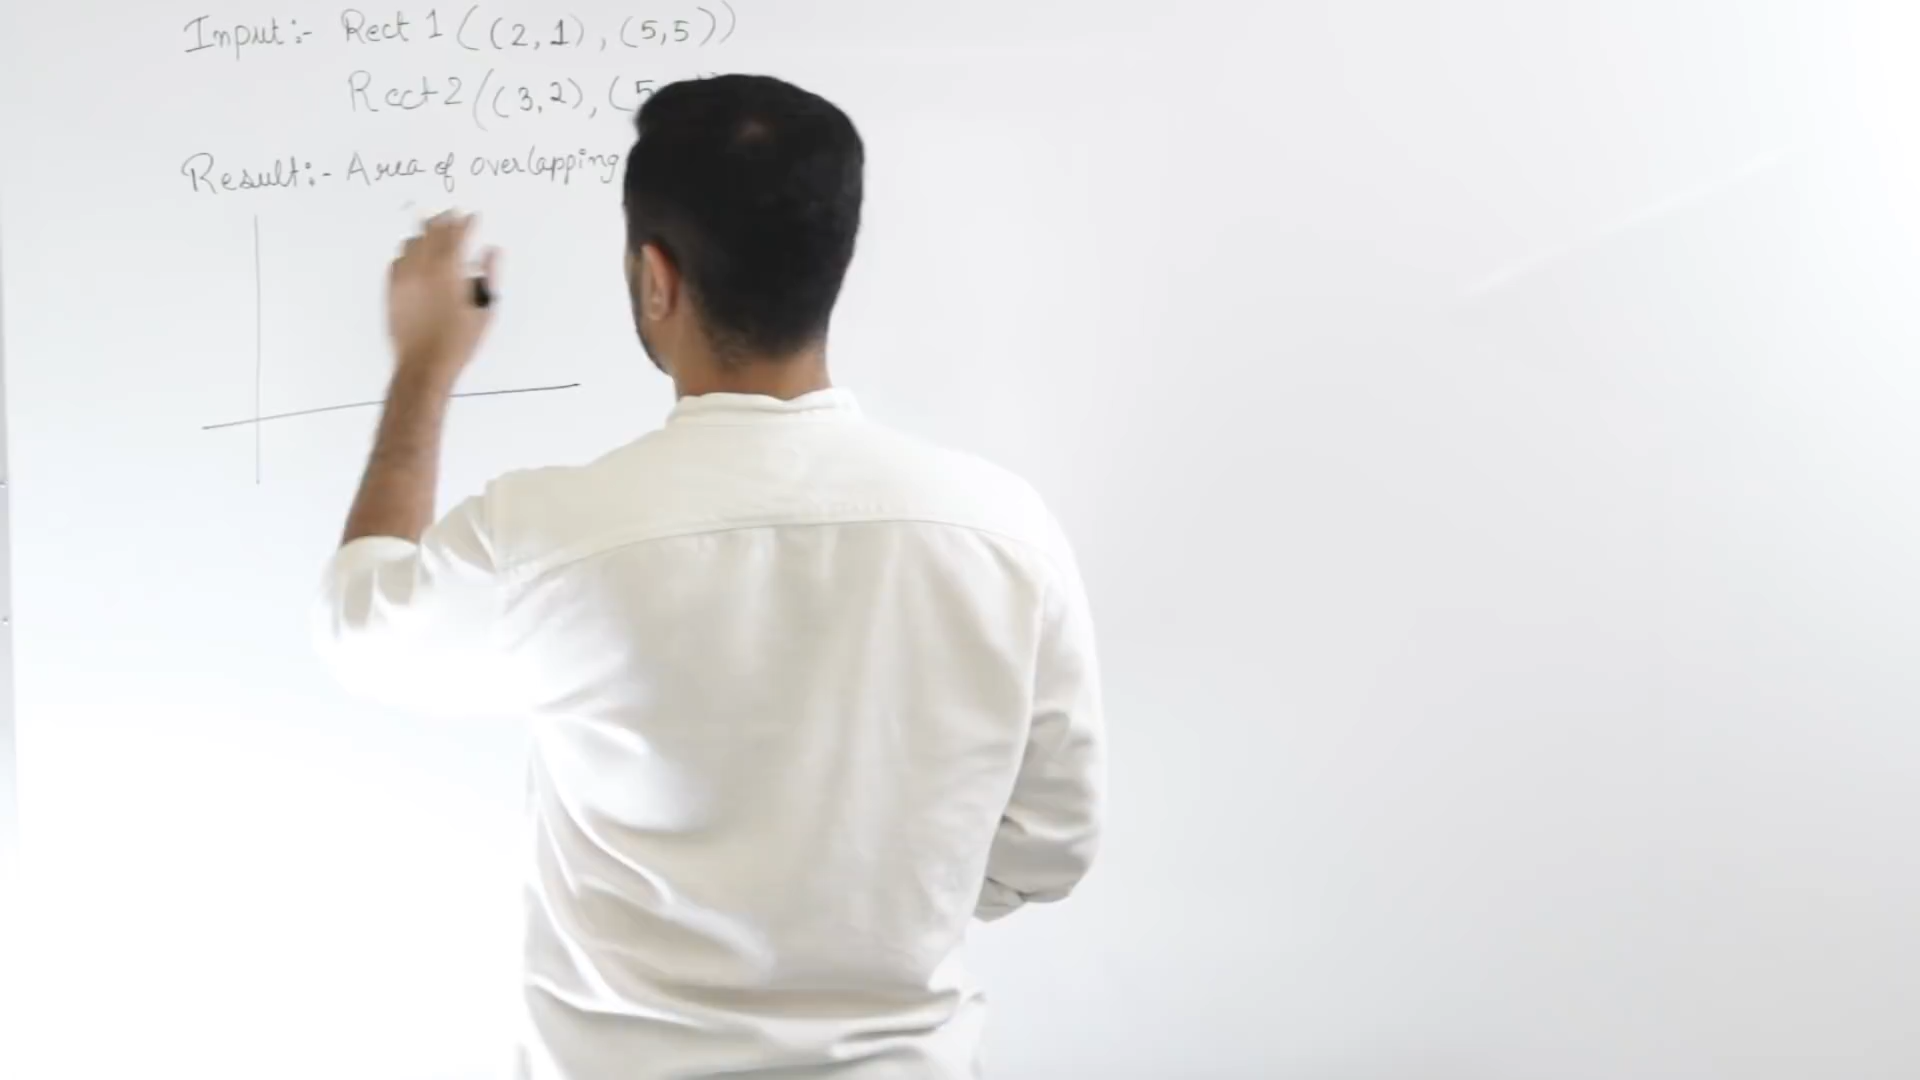 Input:- Rect 1 ((2,1), (5,5))
Rect 2 ((3,2), (5
Result:- Area of overlapping